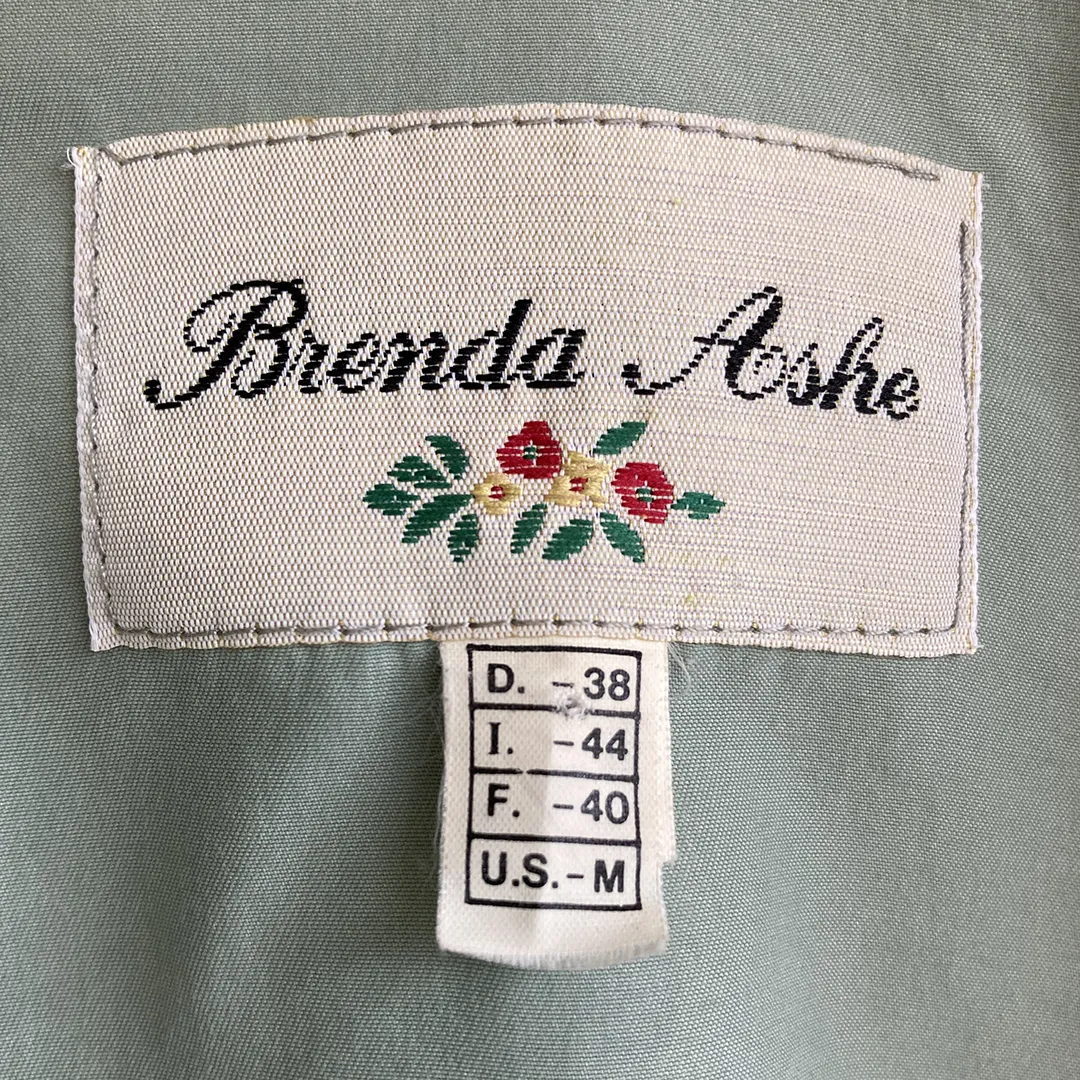 Brenda Ashe
D. -38
I. -44
F. -40
U.S.-M